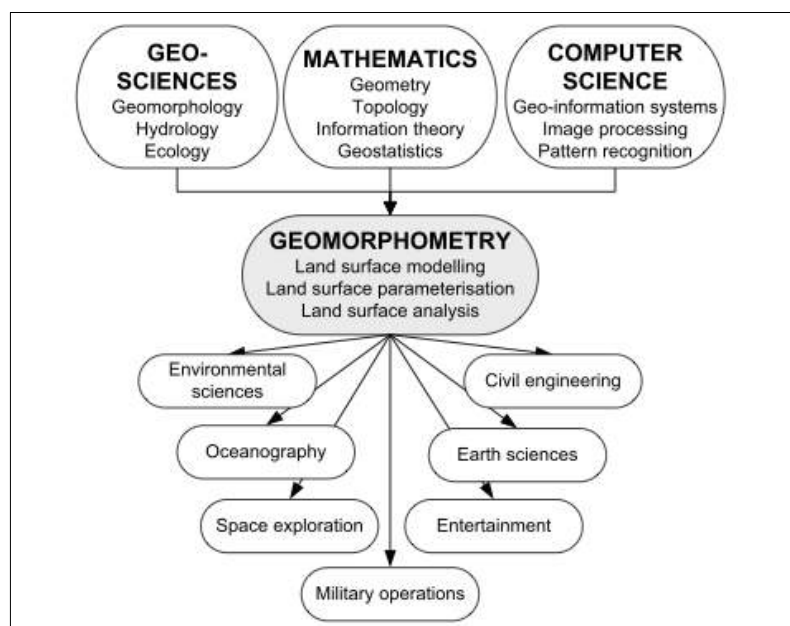 GEO-
SCIENCES
Geomorphology
Hydrology
Ecology
MATHEMATICS
Geometry
Topology
Information theory
Geostatistics
COMPUTER
SCIENCE
Geo-information systems
Image processing
Pattern recognition
GEOMORPHOMETRY
Land surface modelling
Land surface parameterisation
Land surface analysis
Environmental
sciences
Civil engineering
Oceanography
Earth sciences
Space exploration
Entertainment
Military operations